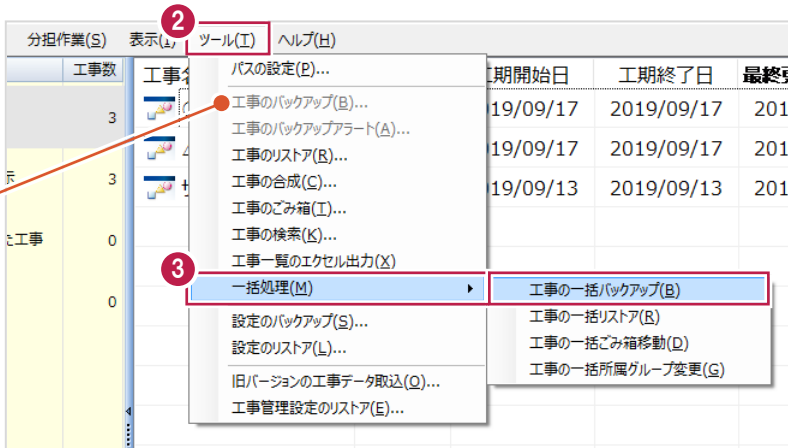 2
分担作業(S) 表示(I) ツール(T) ヘルプ(H)
工事数 工事名 工期開始日 工期終了日 最終更
パスの設定(P)...
工事のバックアップ(B)...
工事のバックアップアラート(A)...
工事のリストア(R)...
工事の合成(C)...
工事のごみ箱(T)...
工事の検索(K)...
工事一覧のエクセル出力(X)
3
一括処理(M)
設定のバックアップ(S)...
設定のリストア(L)...
旧バージョンの工事データ取込(O)...
工事管理設定のリストア(E)...
工事の一括バックアップ(B)
工事の一括リストア(R)
工事の一括ごみ箱移動(D)
工事の一括所属グループ変更(G)
3
19/09/17 2019/09/17 201
19/09/17 2019/09/17 201
示 3
19/09/13 2019/09/13 201
た工事 0
0